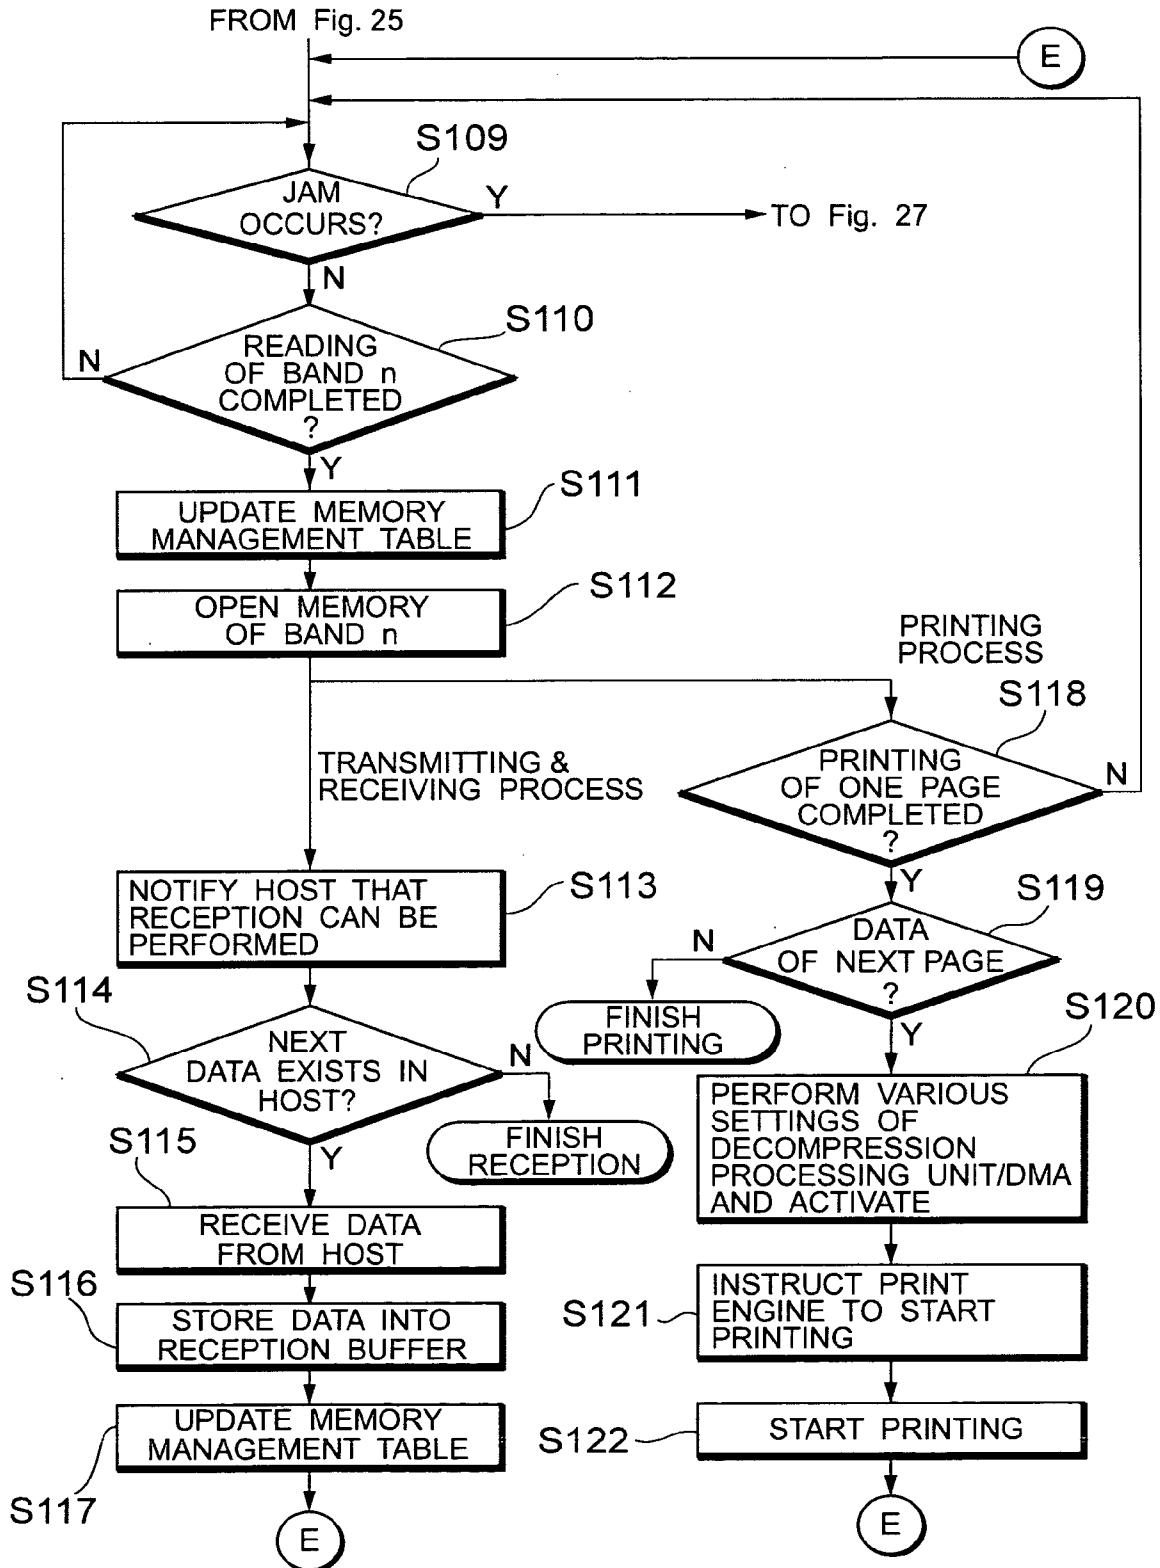 FROM Fig. 25
E
S109
JAM
OCCURS?
Y
TO Fig. 27
N
S110
READING
OF BAND n
COMPLETED
?
N
Y
S111
UPDATE MEMORY
MANAGEMENT TABLE
S112
OPEN MEMORY
OF BAND n
PRINTING
PROCESS
S118
TRANSMITTING &
RECEIVING PROCESS
PRINTING
OF ONE PAGE
COMPLETED
?
N
Y
S113
NOTIFY HOST THAT
RECEPTION CAN BE
PERFORMED
S119
DATA
OF NEXT PAGE
?
N
Y
FINISH
PRINTING
S114
NEXT
DATA EXISTS IN
HOST?
N
Y
FINISH
RECEPTION
S120
PERFORM VARIOUS
SETTINGS OF
DECOMPRESSION
PROCESSING UNIT/DMA
AND ACTIVATE
S115
RECEIVE DATA
FROM HOST
S116
STORE DATA INTO
RECEPTION BUFFER
S121
INSTRUCT PRINT
ENGINE TO START
PRINTING
UPDATE MEMORY
MANAGEMENT TABLE
S117
S122
START PRINTING
E
E